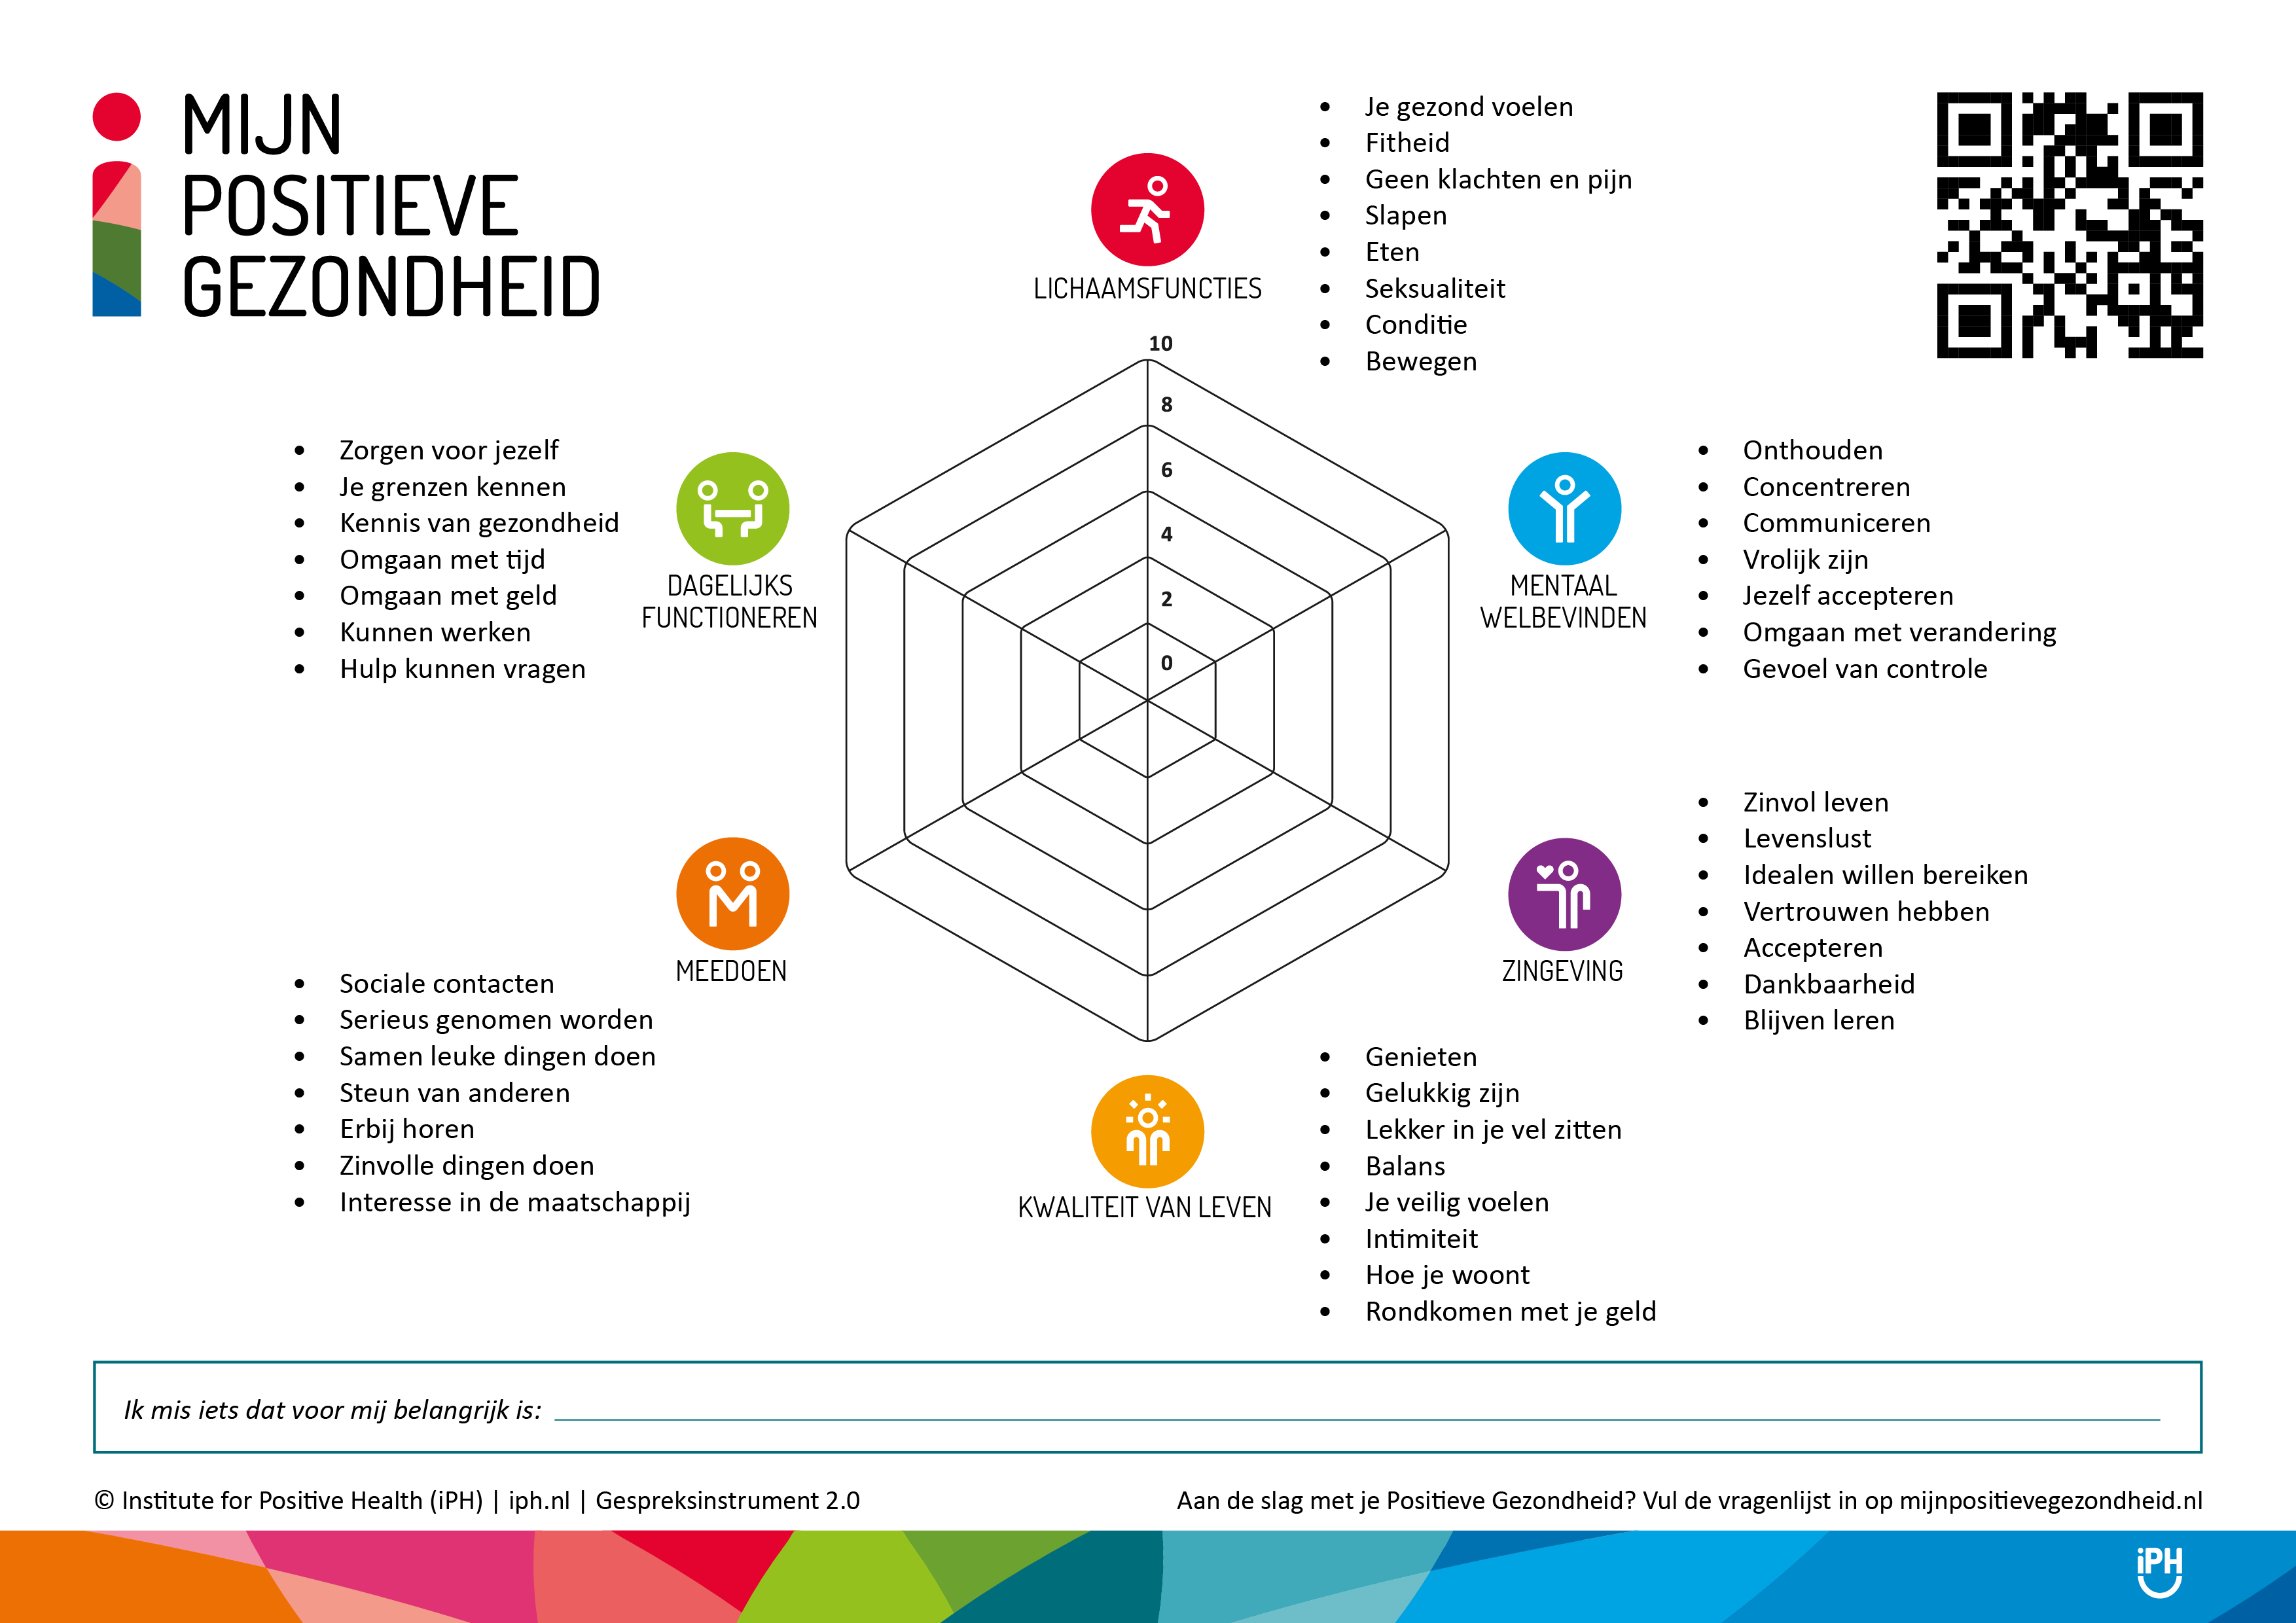 MIJN
POSITIEVE
GEZONDHEID
LICHAAMSFUNCTIES
• Je gezond voelen
• Fitheid
• Geen klachten en pijn
• Slapen
• Eten
• Seksualiteit
• Conditie
• Bewegen
10
8
6
4
2
0
• Zorgen voor jezelf
• Je grenzen kennen
• Kennis van gezondheid
• Omgaan met tijd
• Omgaan met geld
• Kunnen werken
• Hulp kunnen vragen
DAGELIJKS
FUNCTIONEREN
MENTAAL
WELBEVINDEN
• Onthouden
• Concentreren
• Communiceren
• Vrolijk zijn
• Jezelf accepteren
• Omgaan met verandering
• Gevoel van controle
MEEDOEN
• Sociale contacten
• Serieus genomen worden
• Samen leuke dingen doen
• Steun van anderen
• Erbij horen
• Zinvolle dingen doen
• Interesse in de maatschappij
ZINGEVING
• Zinvol leven
• Levenslust
• Idealen willen bereiken
• Vertrouwen hebben
• Accepteren
• Dankbaarheid
• Blijven leren
KWALITEIT VAN LEVEN
• Genieten
• Gelukkig zijn
• Lekker in je vel zitten
• Balans
• Je veilig voelen
• Intimiteit
• Hoe je woont
• Rondkomen met je geld
Ik mis iets dat voor mij belangrijk is:
© Institute for Positive Health (iPH) | iph.nl | Gespreksinstrument 2.0
Aan de slag met je Positieve Gezondheid? Vul de vragenlijst in op mijnpositievegezondheid.nl
iPH